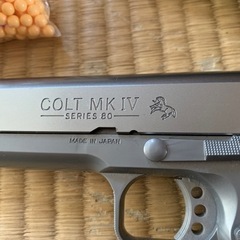 COLT MK IV
SERIES 80
MADE IN JAPAN